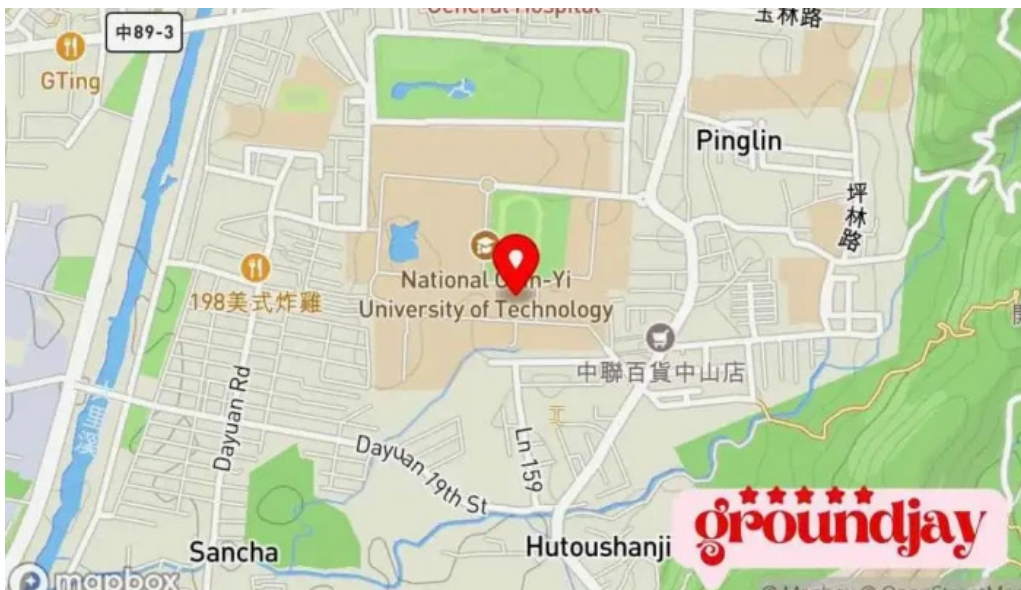 General Hospital
玉林路
中89-3
GTing
Pinglin
坪林路
National Chin-Yi
University of Technology
198美式炸雞
中聯百貨中山店
Dayuan Rd
Dayuan 19th St
Ln 159
Sancha
Hutoushanji
groundjay
mapbox